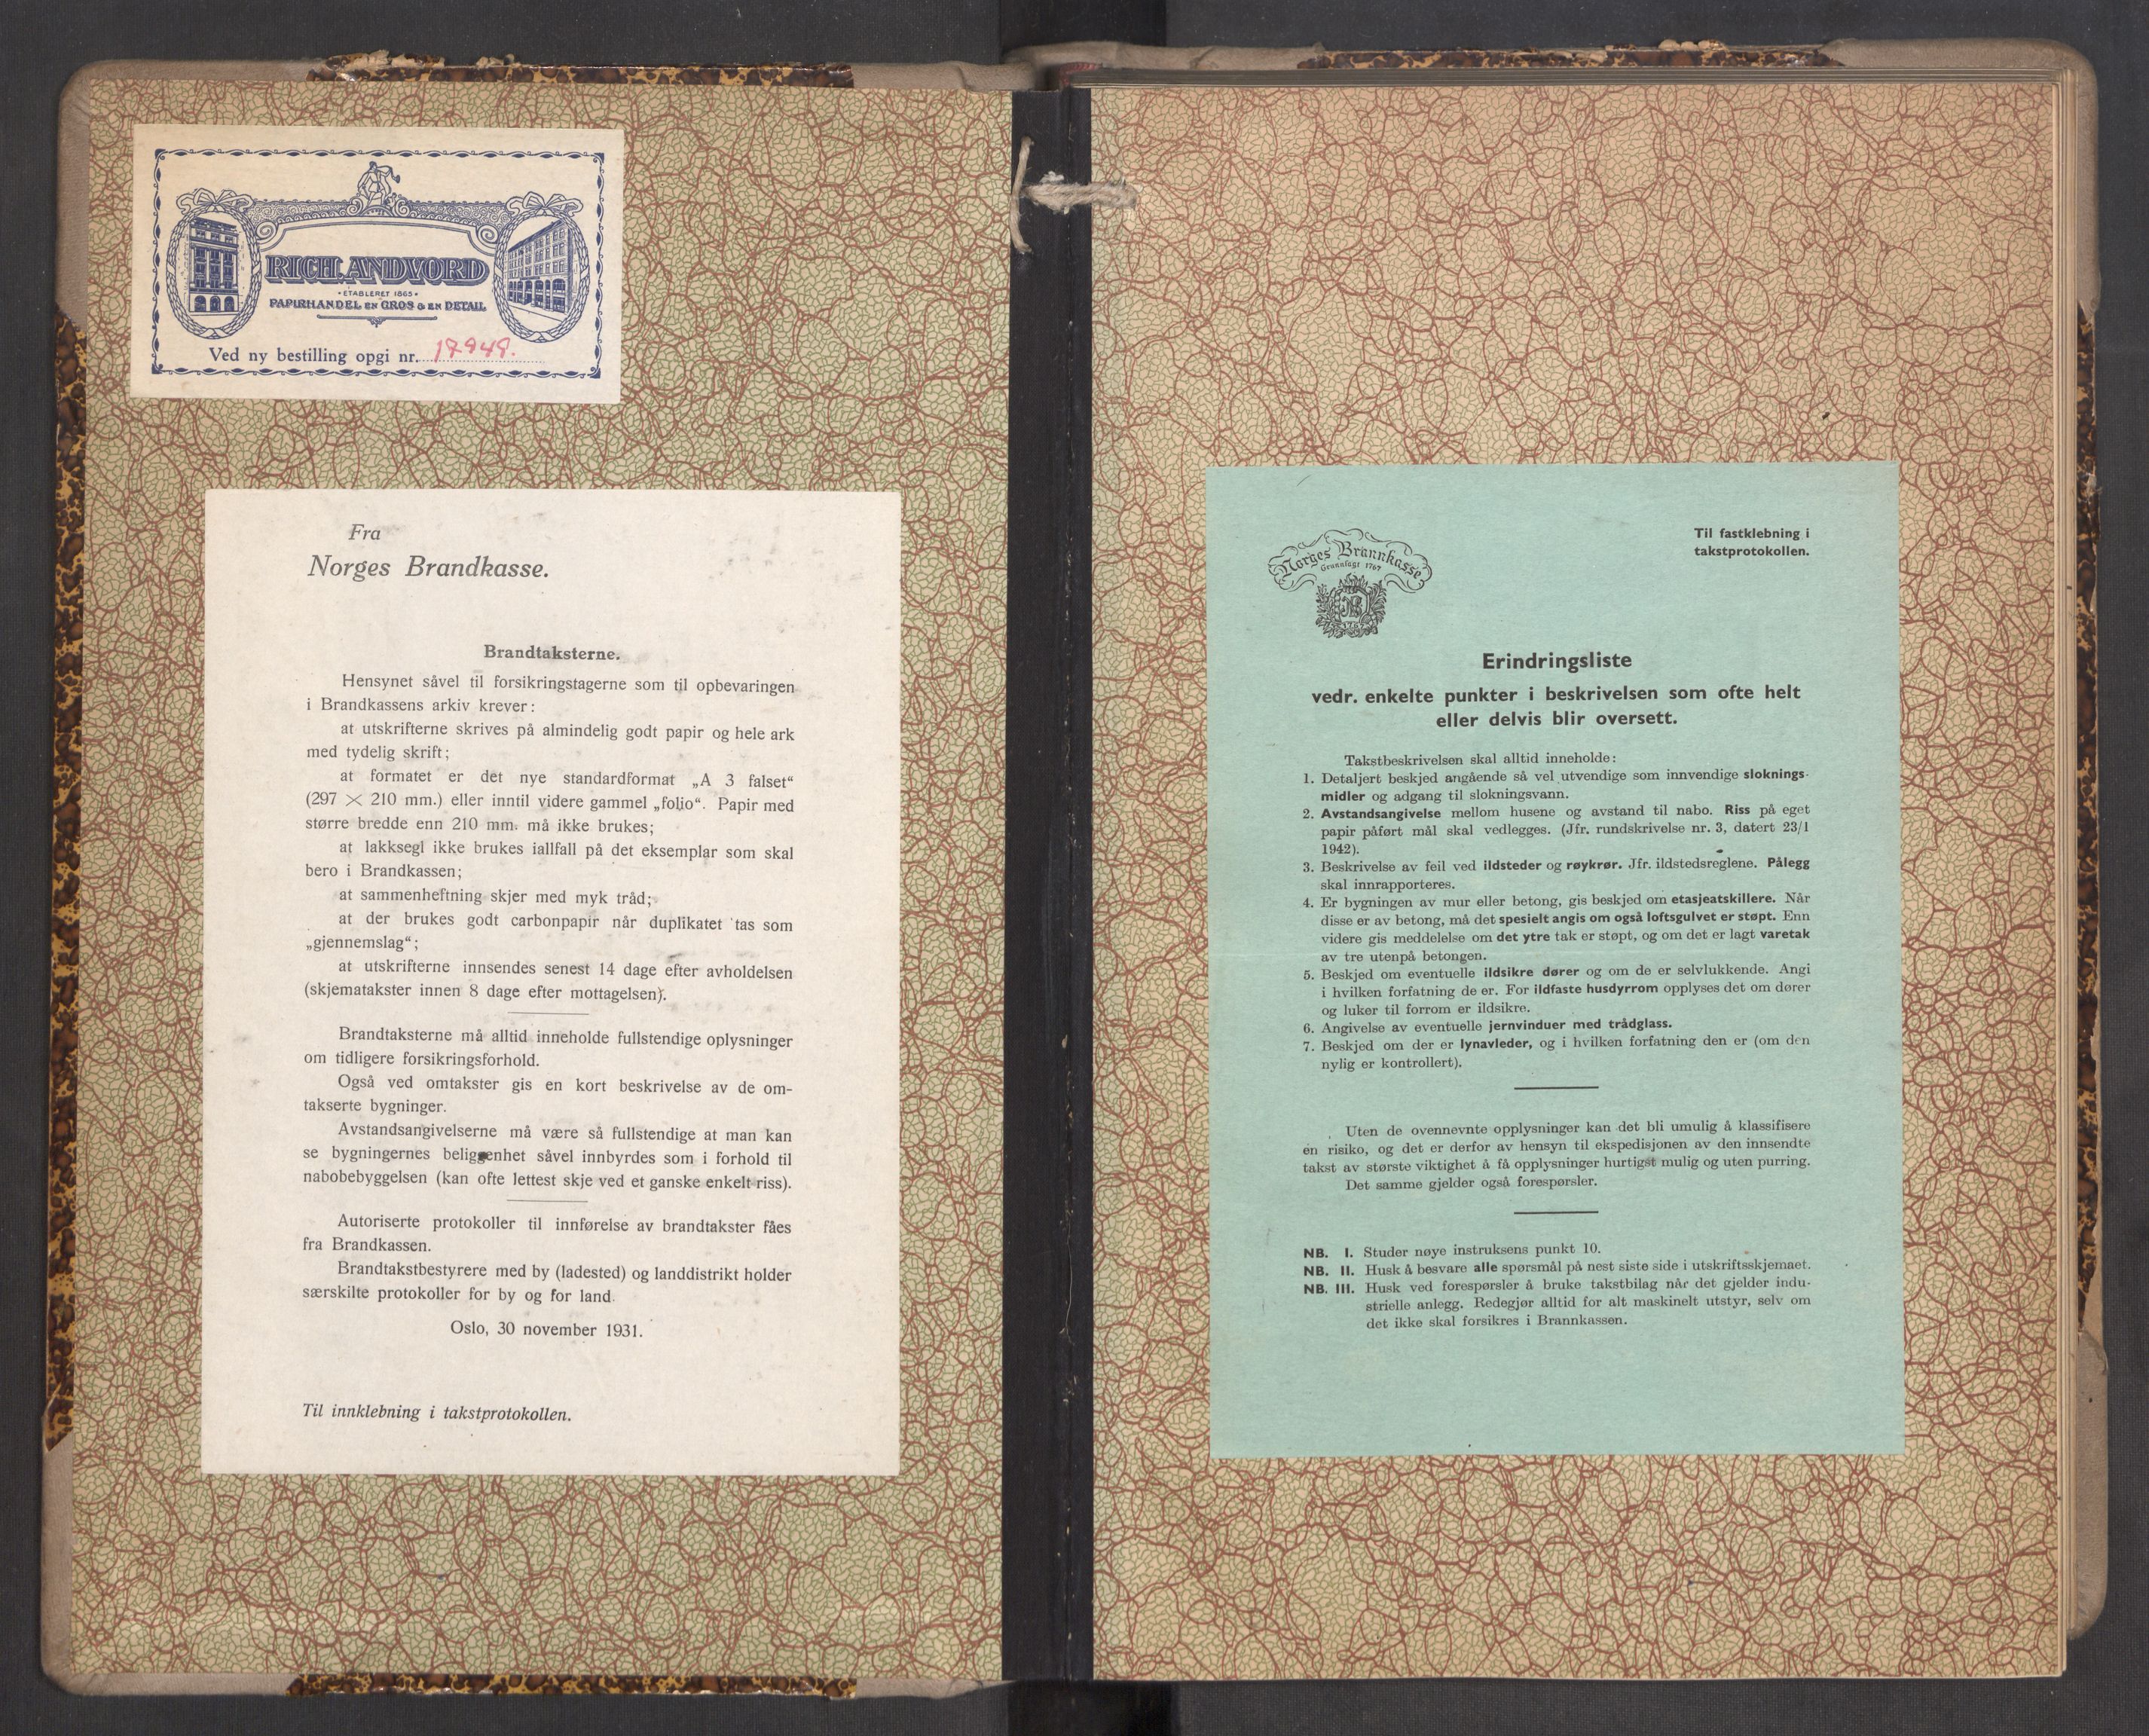 RICH. ANDVORD
• ETABLERET 1865 •
PAPIRHANDEL EN GROS & EN DETAIL
Ved ny bestilling opgi nr.
Fra
Norges Brandkasse.
Brandtaksterne.
Hensynet såvel til forsikringstagerne som til opbevaringen
i Brandkassens arkiv krever:
at utskrifterne skrives på almindelig godt papir og hele ark
med tydelig skrift;
at formatet er det nye standardformat „A 3 falset“
(297 × 210 mm.) eller inntil videre gammel „folio“. Papir med
større bredde enn 210 mm. må ikke brukes;
at lakksegl ikke brukes iallfall på det eksemplar som skal
bero i Brandkassen;
at sammenheftning skjer med myk tråd;
at der brukes godt carbonpapir når duplikatet tas som
„gjennemslag“;
at utskrifterne innsendes senest 14 dage efter avholdelsen
(skjematakster innen 8 dage efter mottagelsen).
Brandtaksterne må alltid inneholde fullstendige oplysninger
om tidligere forsikringsforhold.
Også ved omtakster gis en kort beskrivelse av de om-
takserte bygninger.
Avstandsangivelserne må være så fullstendige at man kan
se bygningernes beliggenhet såvel innbyrdes som i forhold til
nabobebyggelsen (kan ofte lettest skje ved et ganske enkelt riss).
Autoriserte protokoller til innførelse av brandtakster fåes
fra Brandkassen.
Brandtakstbestyrere med by (ladested) og landdistrikt holder
særskilte protokoller for by og for land.
Oslo, 30 november 1931.
Til innklebning i takstprotokollen.
Norges Brannkasse
Grunnlagt 1767
1767
Til fastklebning i
takstprotokollen.
Erindringsliste
vedr. enkelte punkter i beskrivelsen som ofte helt
eller delvis blir oversett.
Takstbeskrivelsen skal alltid inneholde:
1. Detaljert beskjed angående så vel utvendige som innvendige sloknings-
midler og adgang til slokningsvann.
2. Avstandsangivelse mellom husene og avstand til nabo. Riss på eget
papir påført mål skal vedlegges. (Jfr. rundskrivelse nr. 3, datert 23/1
1942).
3. Beskrivelse av feil ved ildsteder og røykrør. Jfr. ildstedsreglene. Pålegg
skal innrapporteres.
4. Er bygningen av mur eller betong, gis beskjed om etasjeatskillere. Når
disse er av betong, må det spesielt angis om også loftsgulvet er støpt. Enn
videre gis meddelelse om det ytre tak er støpt, og om det er lagt varetak
av tre utenpå betongen.
5. Beskjed om eventuelle ildsikre dører og om de er selvlukkende. Angi
i hvilken forfatning de er. For ildfaste husdyrrom opplyses det om dører
og luker til forrom er ildsikre.
6. Angivelse av eventuelle jernvinduer med trådglass.
7. Beskjed om der er lynavleder, og i hvilken forfatning den er (om den
nylig er kontrollert).
Uten de ovennevnte opplysninger kan det bli umulig å klassifisere
en risiko, og det er derfor av hensyn til ekspedisjonen av den innsendte
takst av største viktighet å få opplysninger hurtigst mulig og uten purring.
Det samme gjelder også forespørsler.
NB. I. Studer nøye instruksens punkt 10.
NB. II. Husk å besvare alle spørsmål på nest siste side i utskriftsskjemaet.
NB. III. Husk ved forespørsler å bruke takstbilag når det gjelder indu-
strielle anlegg. Redegjør alltid for alt maskinelt utstyr, selv om
det ikke skal forsikres i Brannkassen.